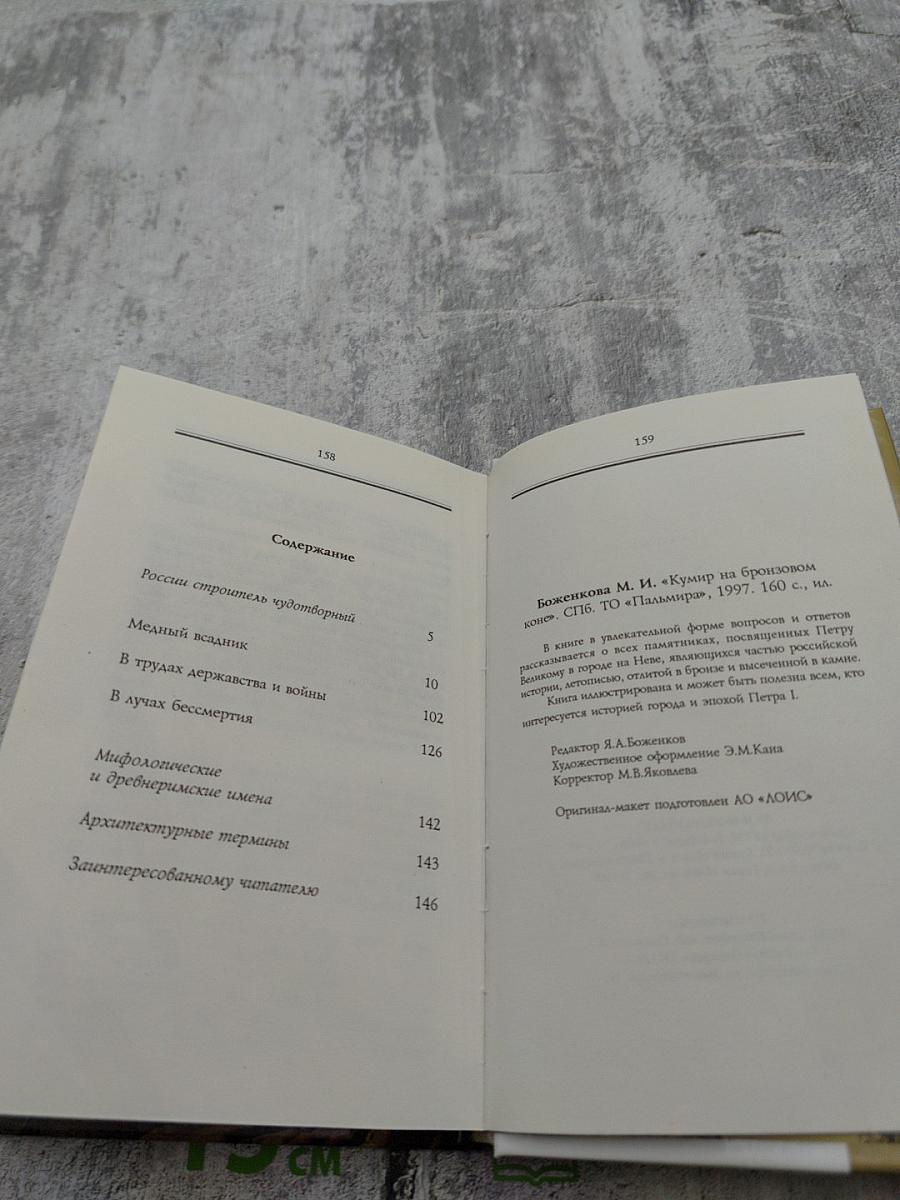 158
Содержание
России строитель чудотворный 5
Медный всадник 10
В трудах державства и войны 102
В лучах бессмертия 126
Мифологические
и древнеримские имена 142
Архитектурные термины 143
Заинтересованному читателю 146
159
Боженкова М. И. «Кумир на бронзовом
коне». СПб. ТО «Пальмира», 1997. 160 с., ил.
В книге в увлекательной форме вопросов и ответов
рассказывается о всех памятниках, посвященных Петру
Великому в городе на Неве, являющихся частью российской
истории, летописью, отлитой в бронзе и высеченной в камне.
Книга иллюстрирована и может быть полезна всем, кто
интересуется историей города и эпохой Петра I.
Редактор Я.А.Боженков
Художественное оформление Э.М.Кана
Корректор М.В.Яковлева
Оригинал-макет подготовлен АО «ЛОИС»
15 см